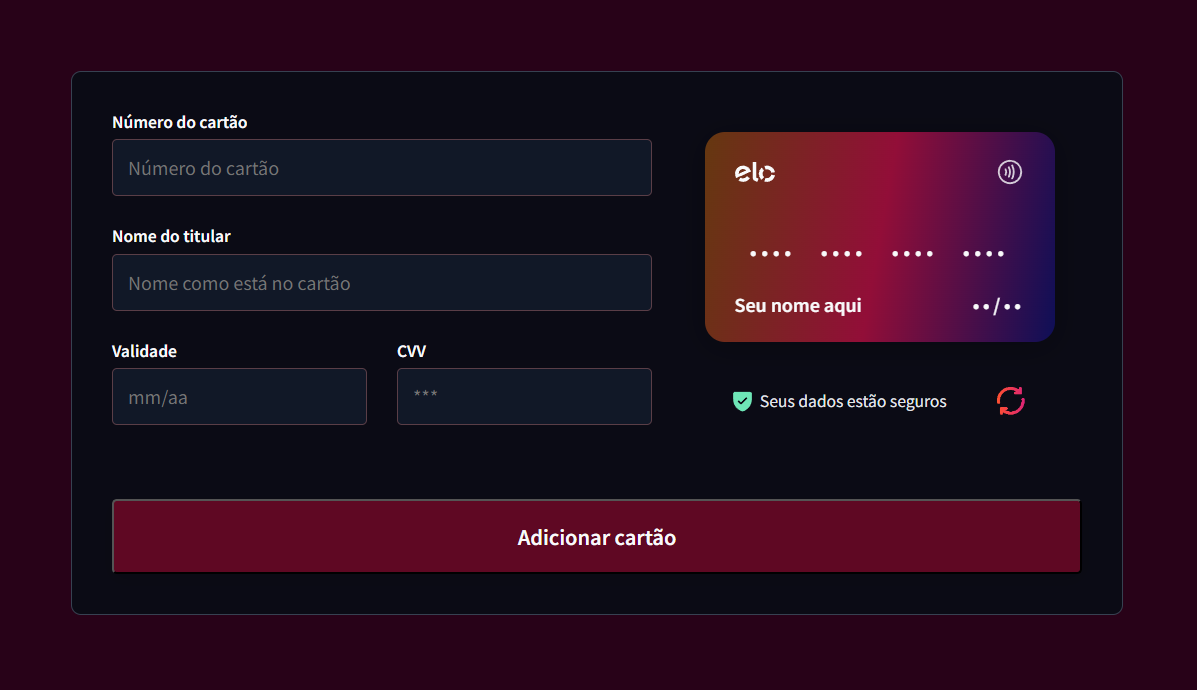 Número do cartão
Número do cartão
Nome do titular
Nome como está no cartão
Validade
CVV
mm/aa
***
elo
•••• •••• •••• ••••
Seu nome aqui
••/••
Seus dados estão seguros
Adicionar cartão